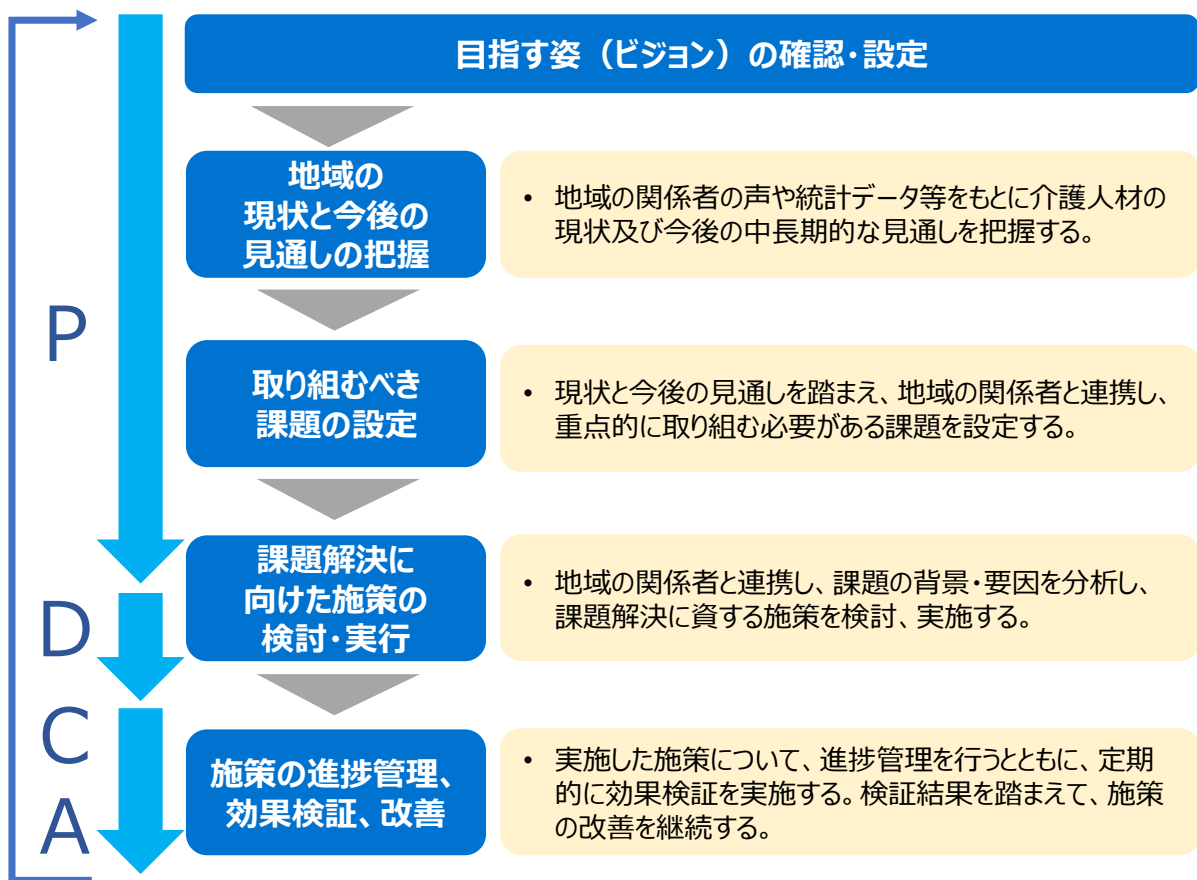 目指す姿（ビジョン）の確認・設定
地域の
現状と今後の
見通しの把握
• 地域の関係者の声や統計データ等をもとに介護人材の
現状及び今後の中長期的な見通しを把握する。
P
取り組むべき
課題の設定
• 現状と今後の見通しを踏まえ、地域の関係者と連携し、
重点的に取り組む必要がある課題を設定する。
課題解決に
向けた施策の
検討・実行
• 地域の関係者と連携し、課題の背景・要因を分析し、
課題解決に資する施策を検討、実施する。
D
C
A
施策の進捗管理、
効果検証、改善
• 実施した施策について、進捗管理を行うとともに、定期
的に効果検証を実施する。検証結果を踏まえて、施策
の改善を継続する。